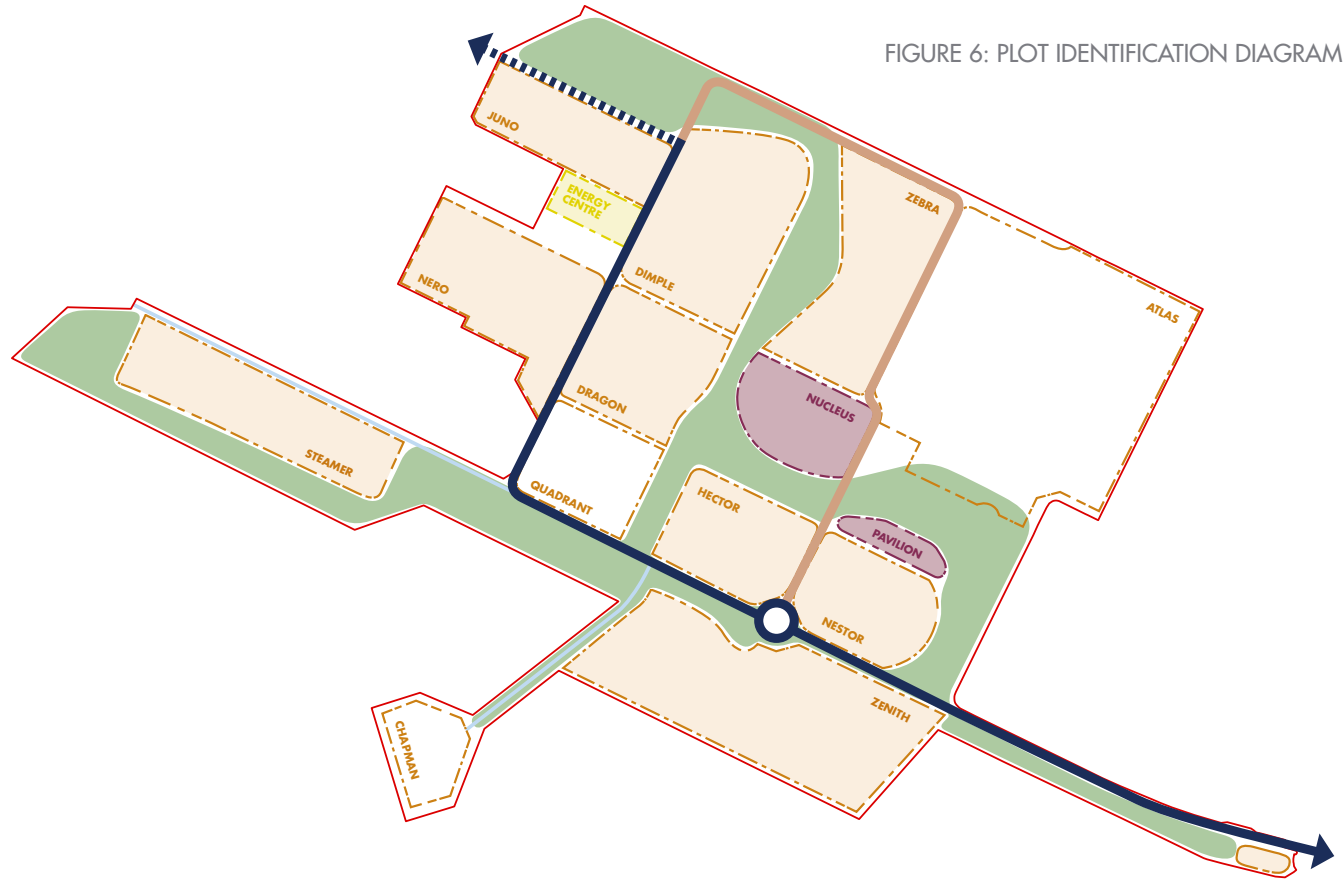 FIGURE 6: PLOT IDENTIFICATION DIAGRAM
JUNO
ENERGY
CENTRE
ZEBRA
NERO
DIMPLE
ATLAS
DRAGON
NUCLEUS
STEAMER
QUADRANT
HECTOR
PAVILION
NESTOR
ZENITH
CHAPMAN